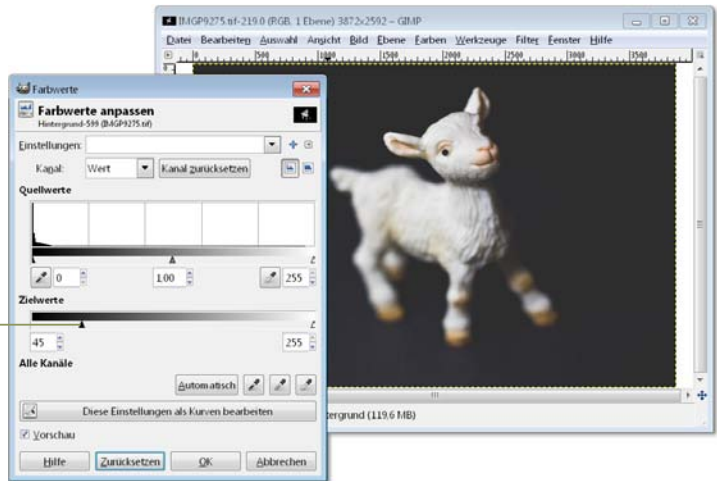 IMGP9275.tif-219.0 (RGB, 1 Ebene) 3872x2592 – GIMP
Datei Bearbeiten Auswahl Ansicht Bild Ebene Farben Werkzeuge Filter Fenster Hilfe
0 500 1000 1500 2000 2500 3000 3500
Farbwerte
Farbwerte anpassen
Hintergrund-599 (IMGP9275.tif)
Einstellungen:
Kanal: Wert Kanal zurücksetzen
Quellwerte
0 1,00 255
Zielwerte
45 255
Alle Kanäle
Automatisch
Diese Einstellungen als Kurven bearbeiten
Vorschau
Hilfe Zurücksetzen OK Abbrechen
ergrund (119,6 MB)